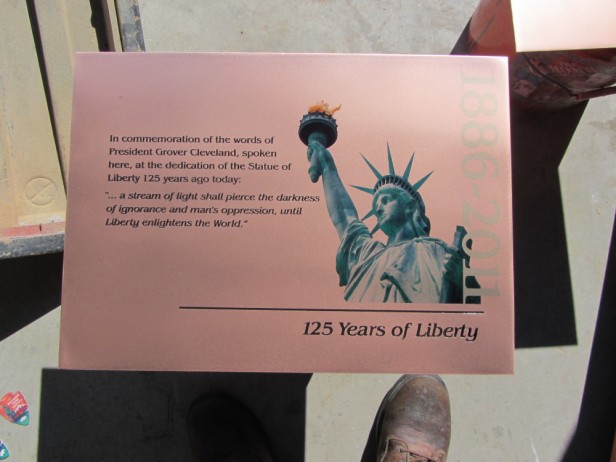 In commemoration of the words of
President Grover Cleveland, spoken
here, at the dedication of the Statue of
Liberty 125 years ago today:
"... a stream of light shall pierce the darkness
of ignorance and man's oppression, until
Liberty enlightens the World."
1886-2011
125 Years of Liberty